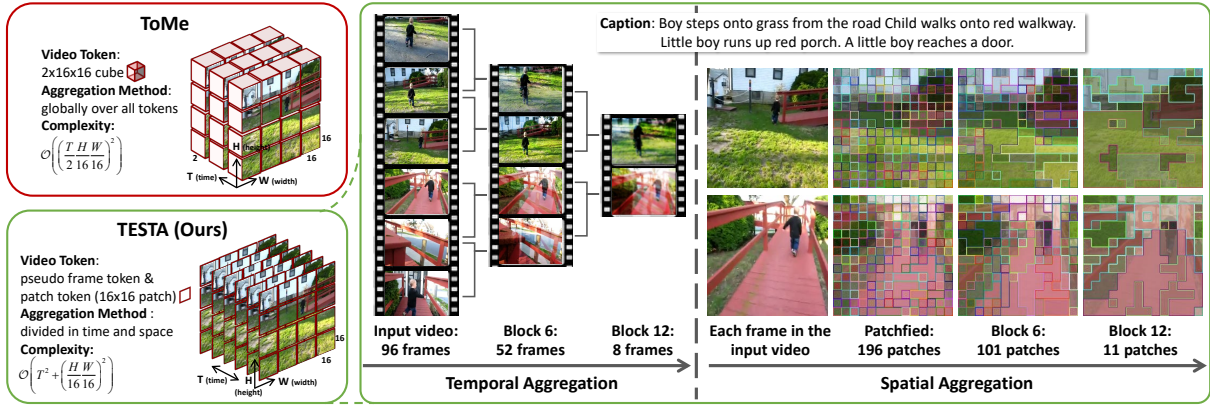 ToMe
Video Token:
2x16x16 cube
Aggregation Method:
globally over all tokens
Complexity:
𝒪((T/2 H/16 W/16)²)
2
H (height)
T (time)
W (width)
16
16
TESTA (Ours)
Video Token:
pseudo frame token &
patch token (16x16 patch)
Aggregation Method :
divided in time and space
Complexity:
𝒪(T² + (H/16 W/16)²)
T (time)
H
(height)
W (width)
16
16
Caption: Boy steps onto grass from the road Child walks onto red walkway.
Little boy runs up red porch. A little boy reaches a door.
Input video:
96 frames
Block 6:
52 frames
Block 12:
8 frames
Temporal Aggregation
Each frame in the
input video
Patchfied:
196 patches
Block 6:
101 patches
Block 12:
11 patches
Spatial Aggregation